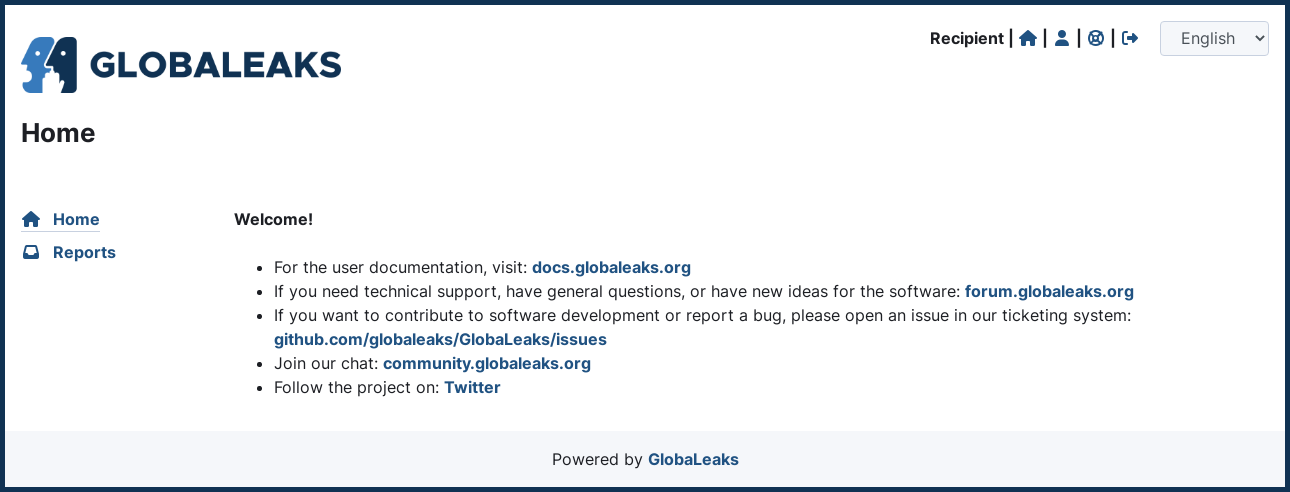 GLOBALEAKS
Recipient | | | |
English
Home
Home
Reports
Welcome!
For the user documentation, visit: docs.globaleaks.org
If you need technical support, have general questions, or have new ideas for the software: forum.globaleaks.org
If you want to contribute to software development or report a bug, please open an issue in our ticketing system:
github.com/globaleaks/GlobaLeaks/issues
Join our chat: community.globaleaks.org
Follow the project on: Twitter
Powered by GlobaLeaks